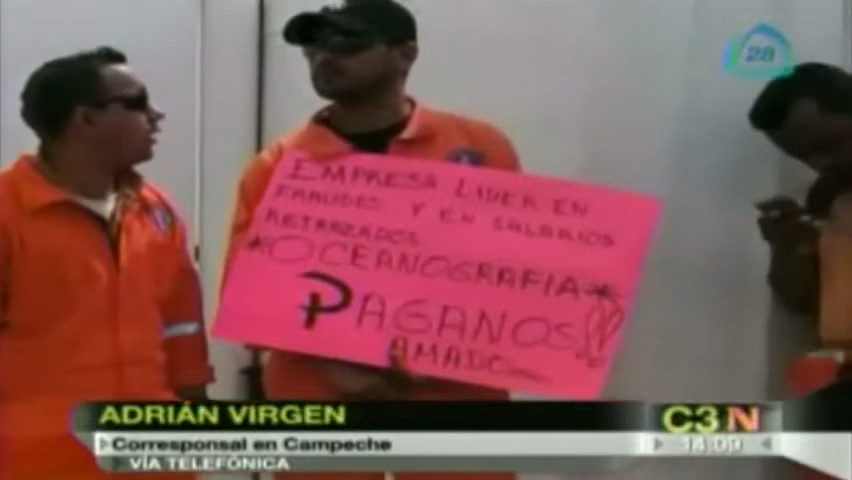 28
EMPRESA LIDER EN
FRAUDES Y EN SALARIOS
RETRAZADOS
*OCEANOGRAFIA*
PAGANOS!!
AMADO
ADRIÁN VIRGEN
C3N
Corresponsal en Campeche
14:09
VÍA TELEFÓNICA